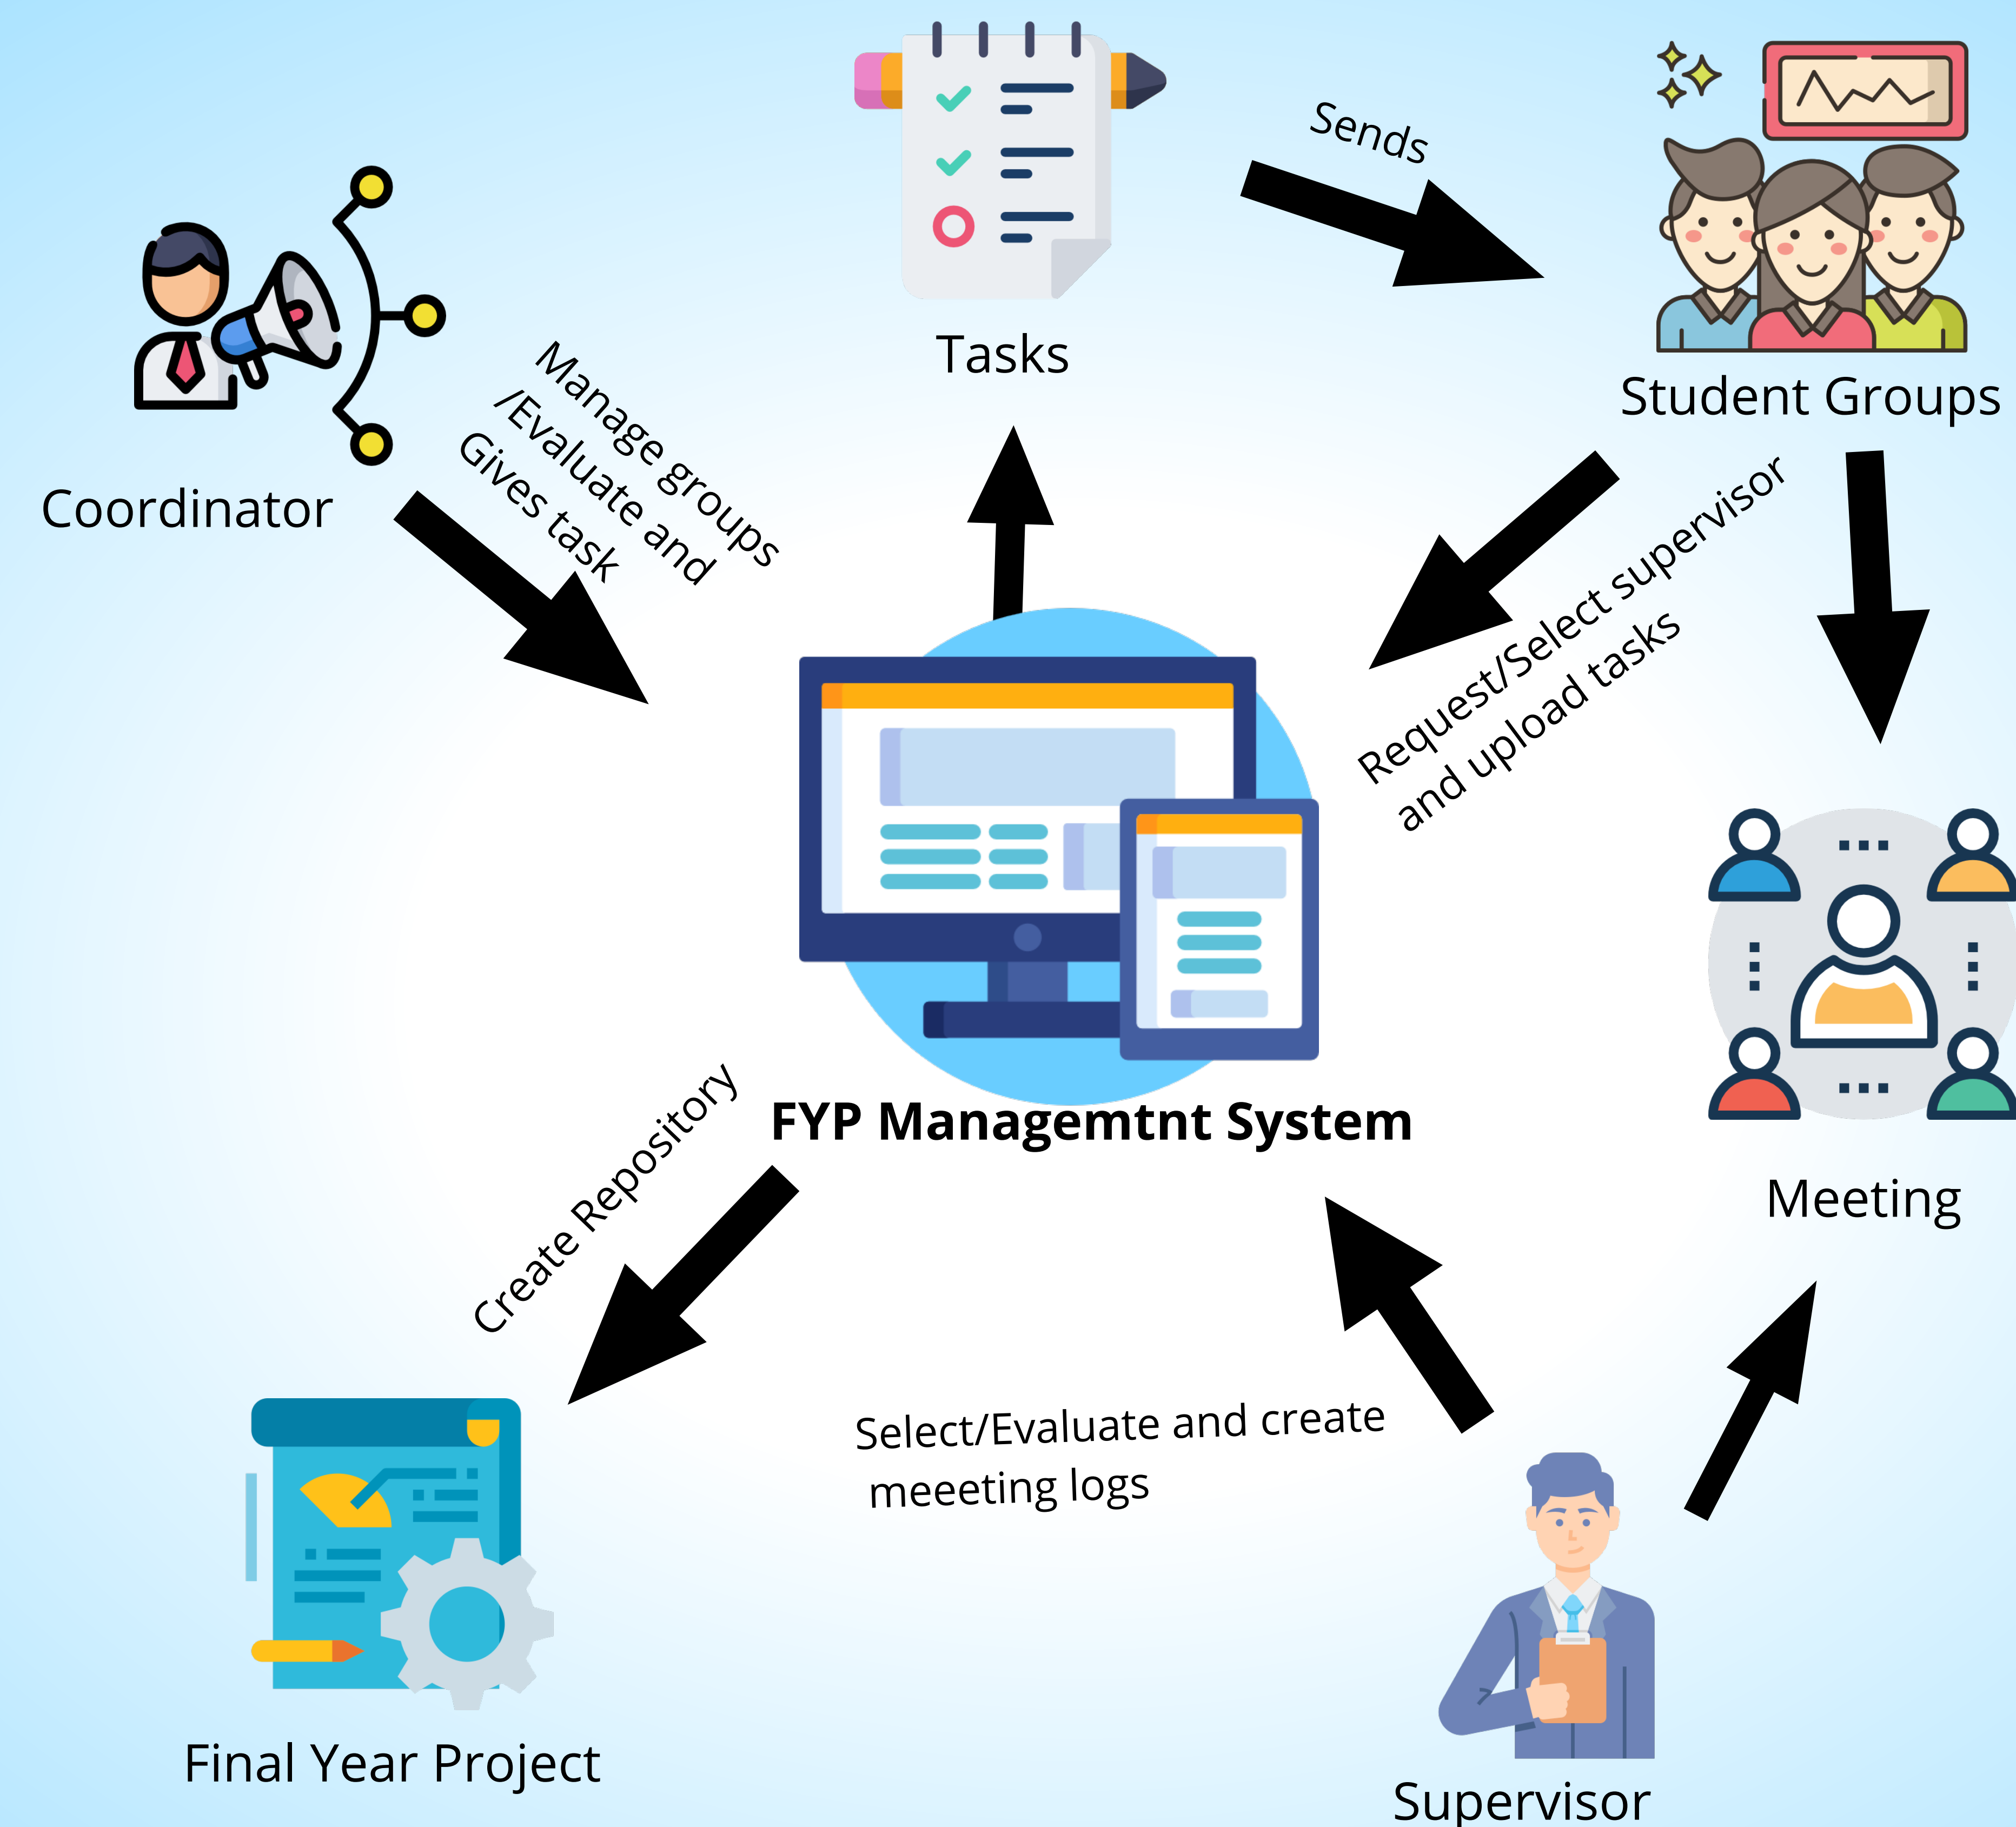 Sends
Tasks
Student Groups
Manage groups
/Evaluate and
Gives task
Coordinator
Request/Select supervisor
and upload tasks
FYP Managemtnt System
Meeting
Create Repository
Select/Evaluate and create
meeeting logs
Final Year Project
Supervisor